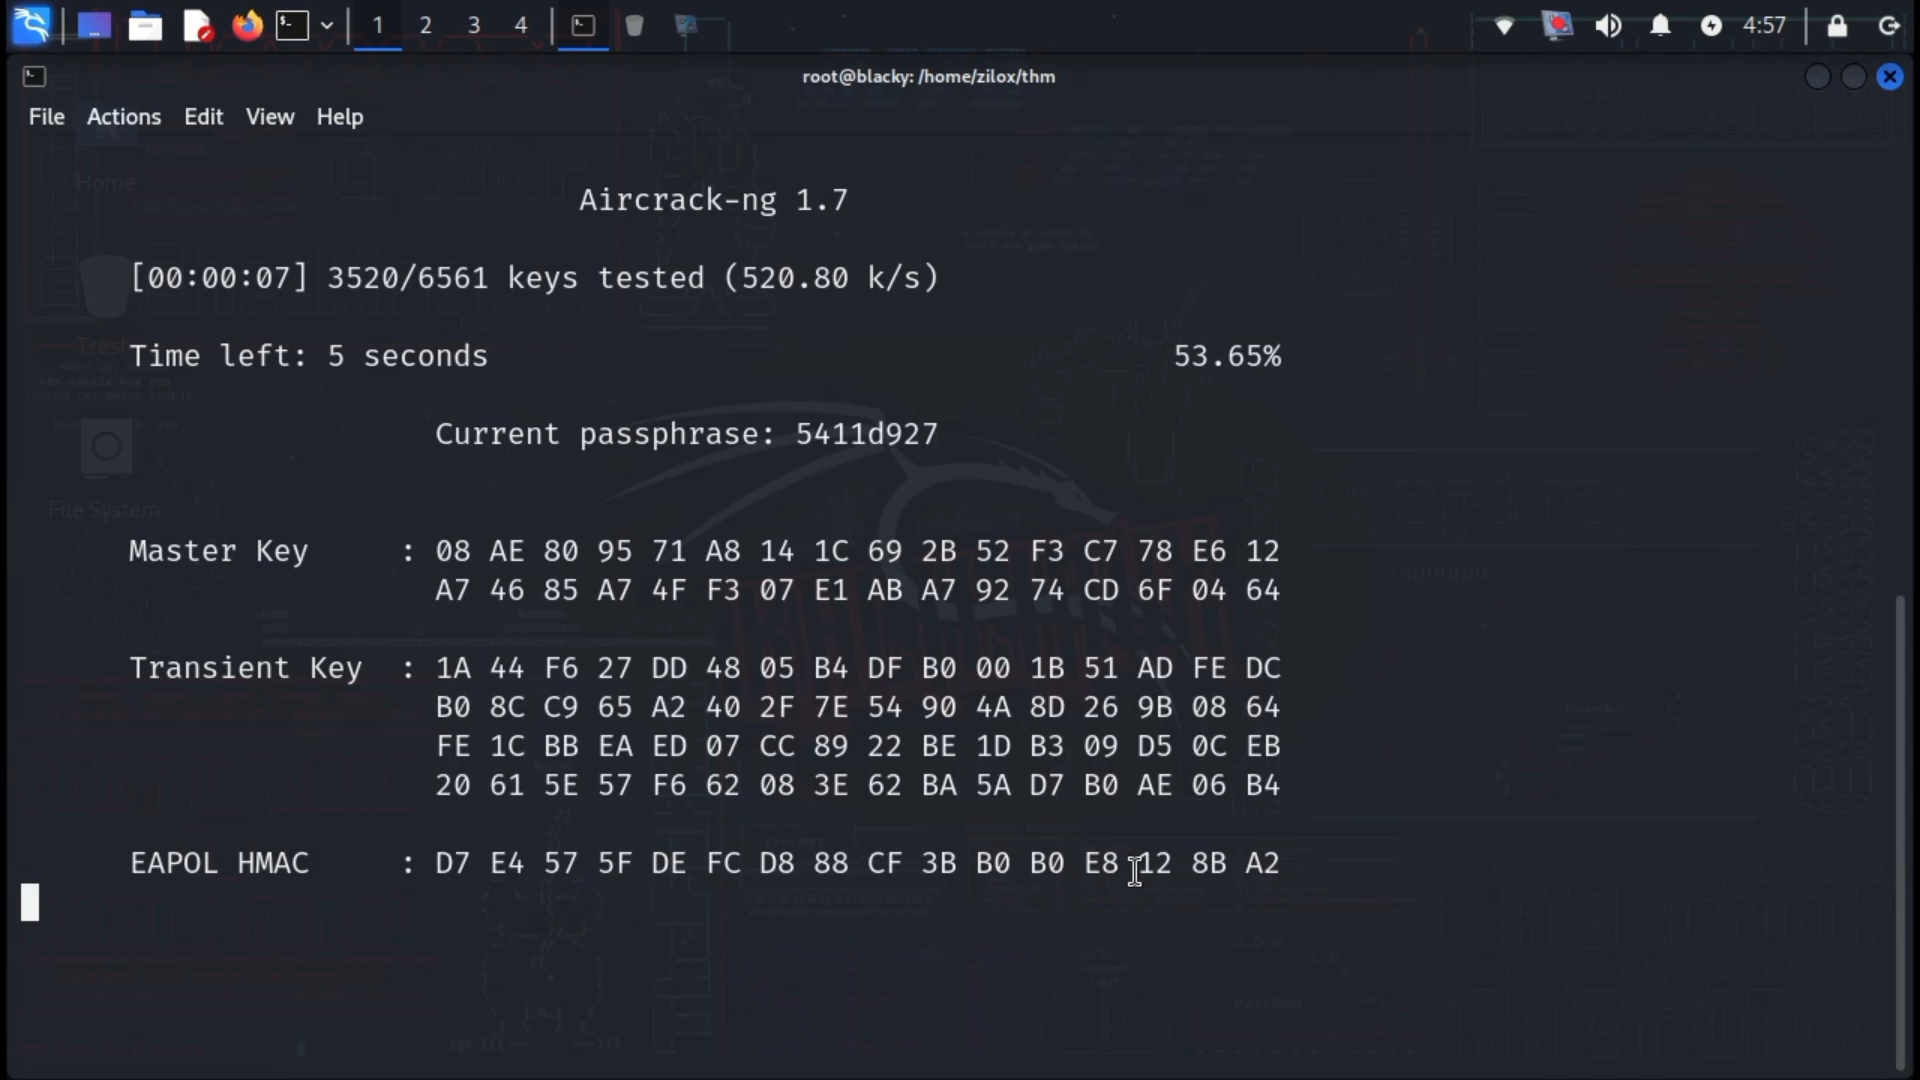 1 2 3 4 4:57
root@blacky: /home/zilox/thm
File Actions Edit View Help
Home
Aircrack-ng 1.7
[00:00:07] 3520/6561 keys tested (520.80 k/s)
Trash
Time left: 5 seconds 53.65%
Current passphrase: 5411d927
File System
Master Key : 08 AE 80 95 71 A8 14 1C 69 2B 52 F3 C7 78 E6 12
A7 46 85 A7 4F F3 07 E1 AB A7 92 74 CD 6F 04 64
Transient Key : 1A 44 F6 27 DD 48 05 B4 DF B0 00 1B 51 AD FE DC
B0 8C C9 65 A2 40 2F 7E 54 90 4A 8D 26 9B 08 64
FE 1C BB EA ED 07 CC 89 22 BE 1D B3 09 D5 0C EB
20 61 5E 57 F6 62 08 3E 62 BA 5A D7 B0 AE 06 B4
EAPOL HMAC : D7 E4 57 5F DE FC D8 88 CF 3B B0 B0 E8 12 8B A2